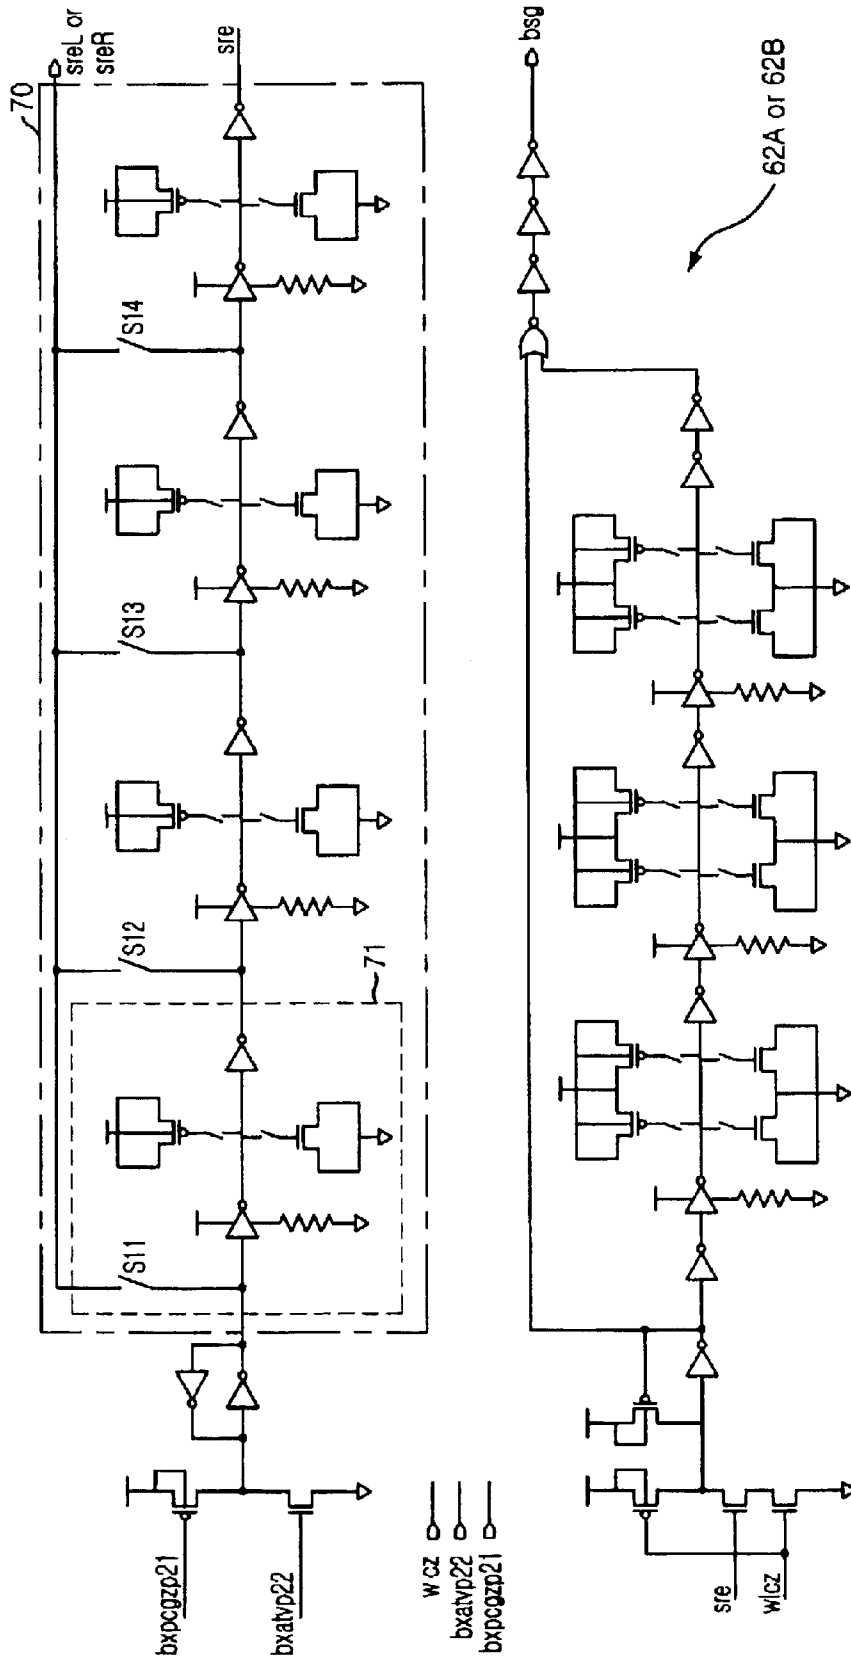 70
sreL or
sreR
sre
S14
S13
S12
S11
71
bxpcgzp21
bxatvp22
wlcz
bxatvp22
bxpcgzp21
bsg
62A or 62B
sre
wlcz